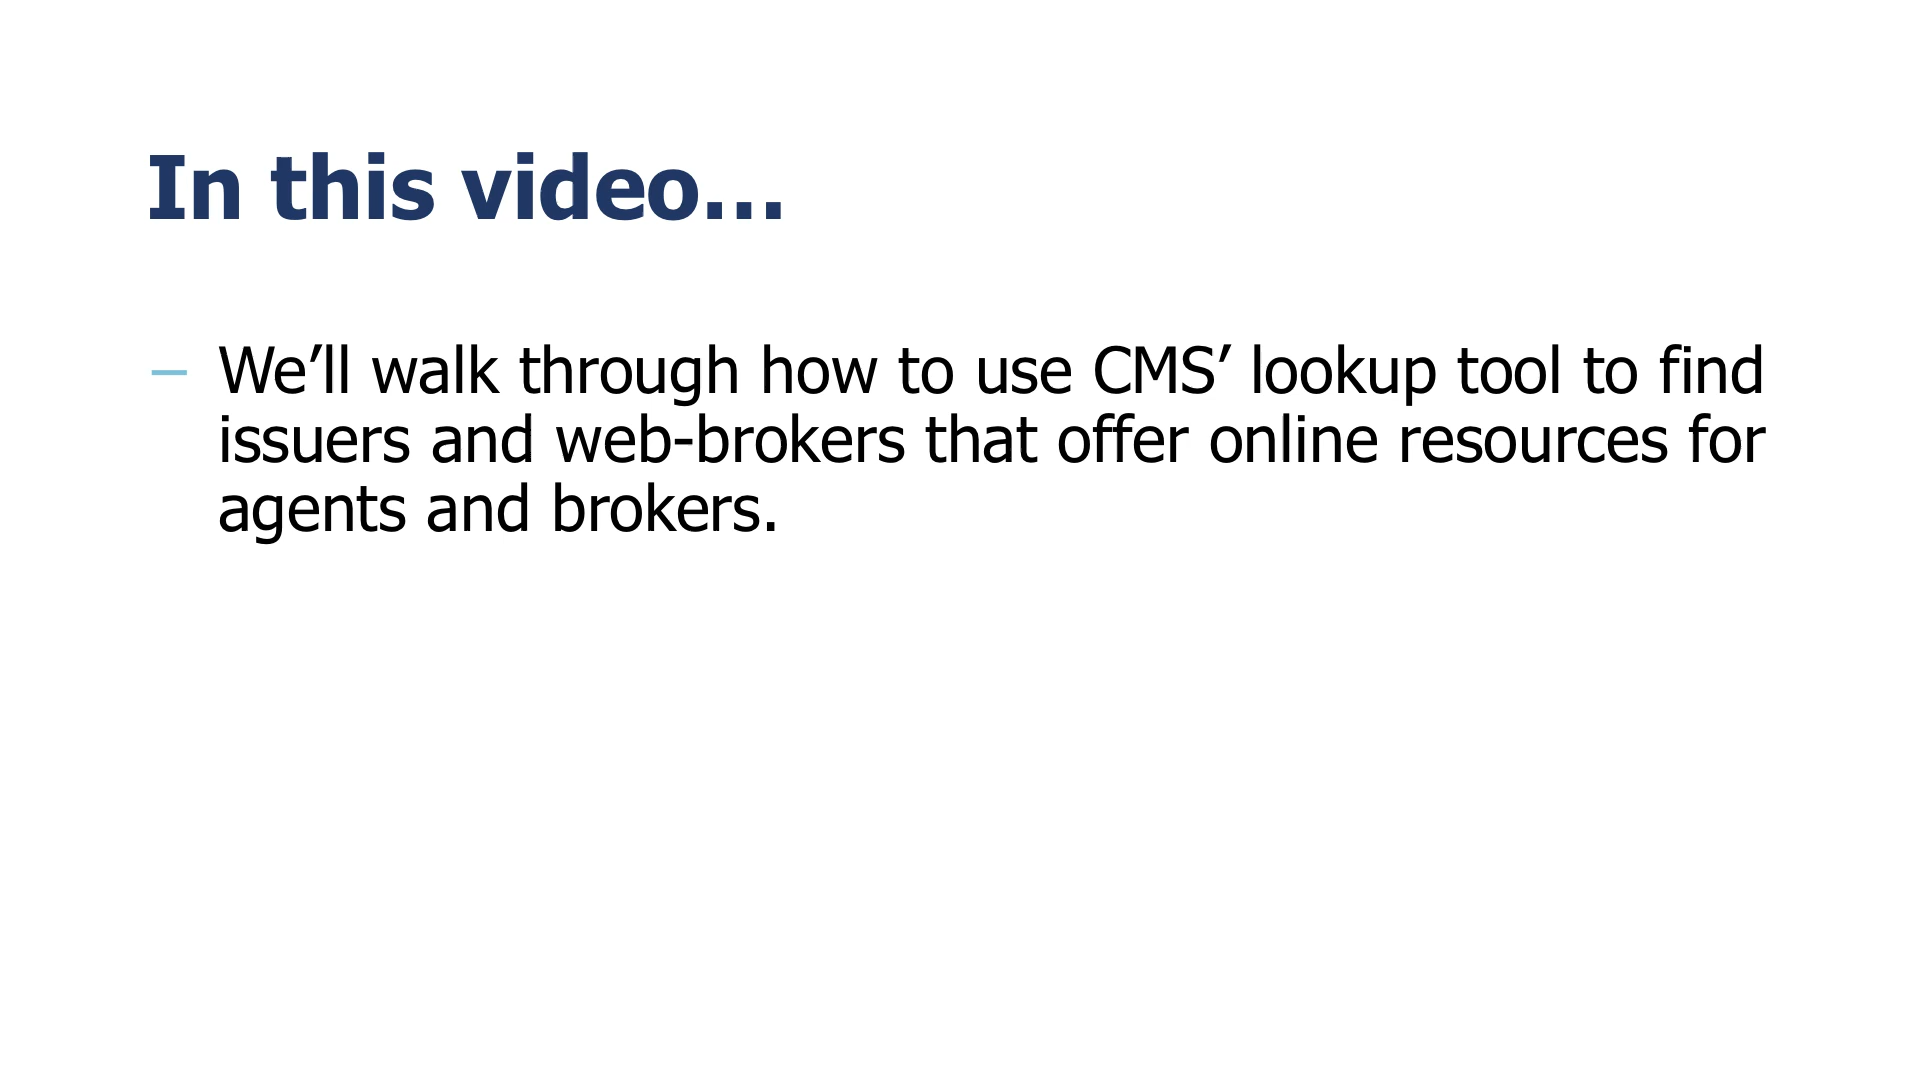 In this video…
– We’ll walk through how to use CMS’ lookup tool to find
issuers and web-brokers that offer online resources for
agents and brokers.